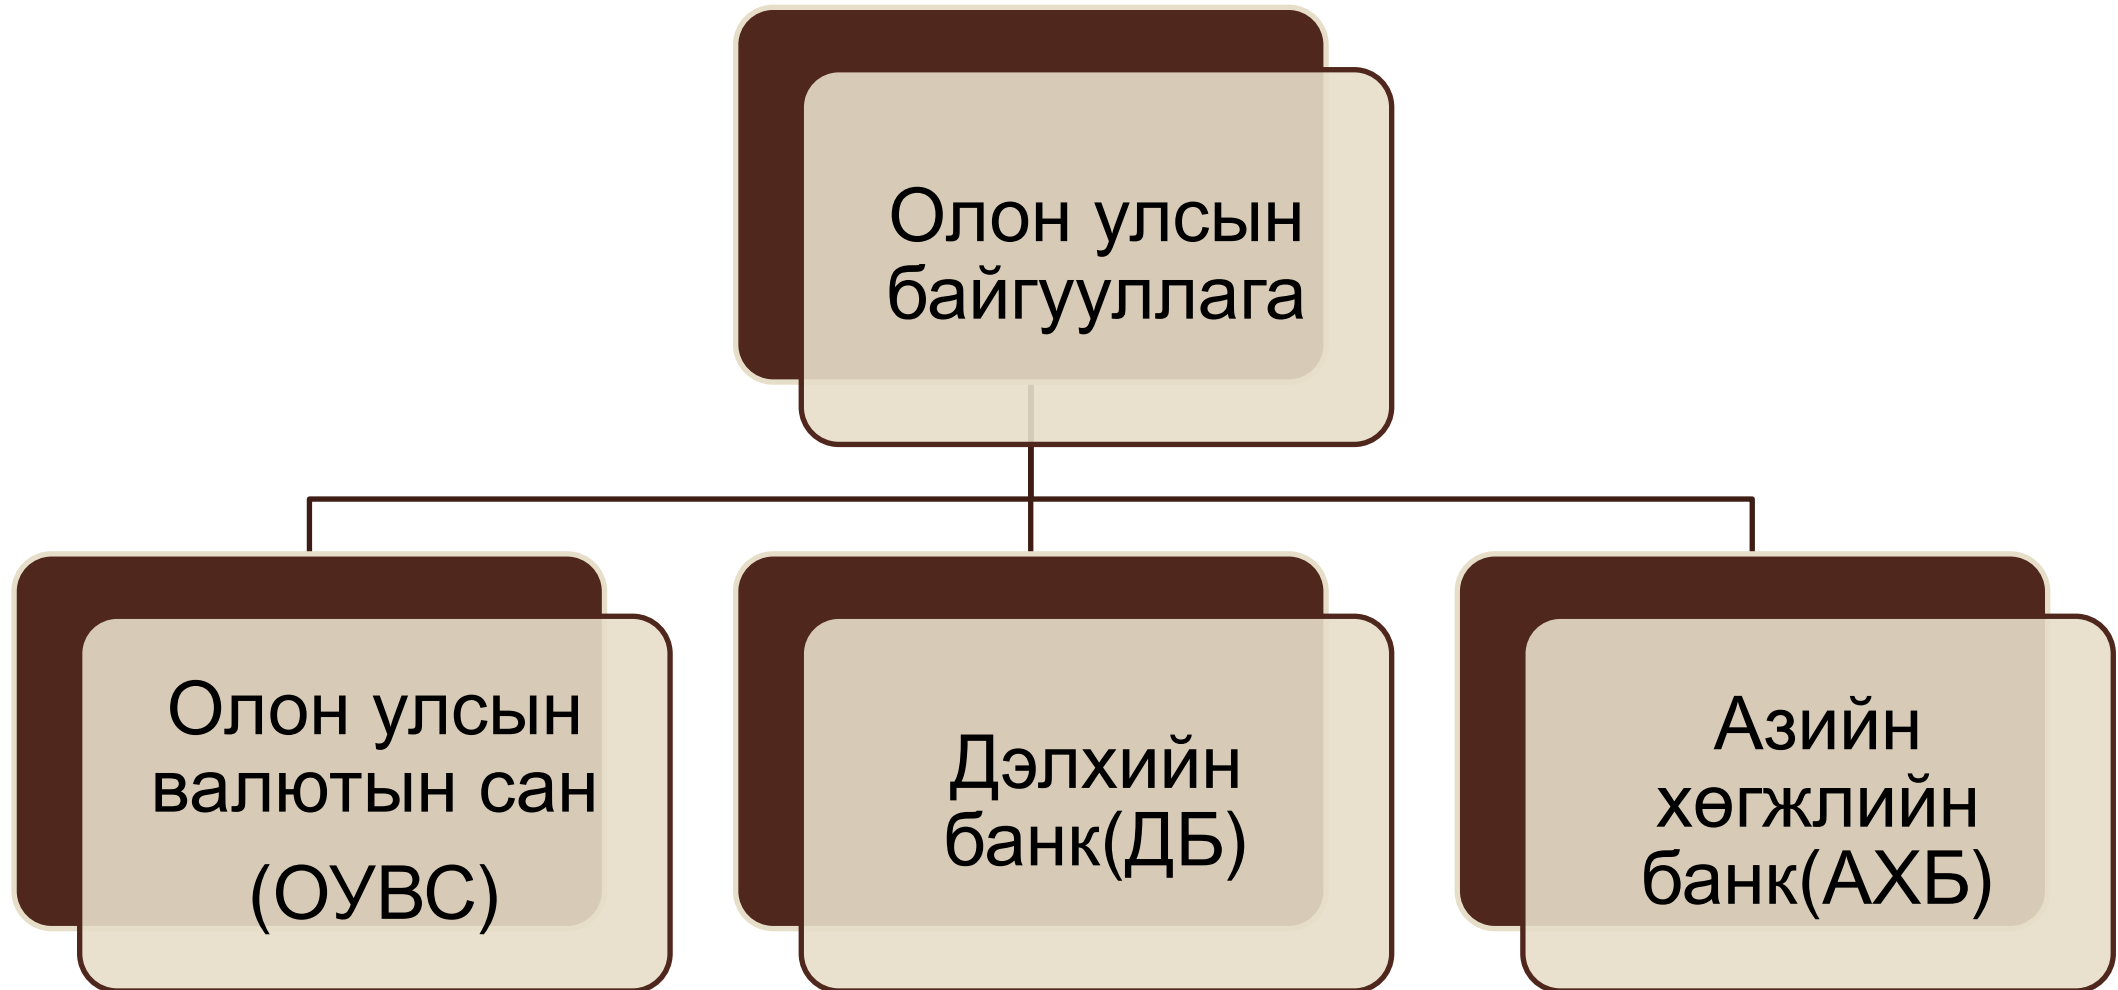 Олон улсын
байгууллага
Олон улсын
валютын сан
(ОУВС)
Дэлхийн
банк(ДБ)
Азийн
хөгжлийн
банк(АХБ)